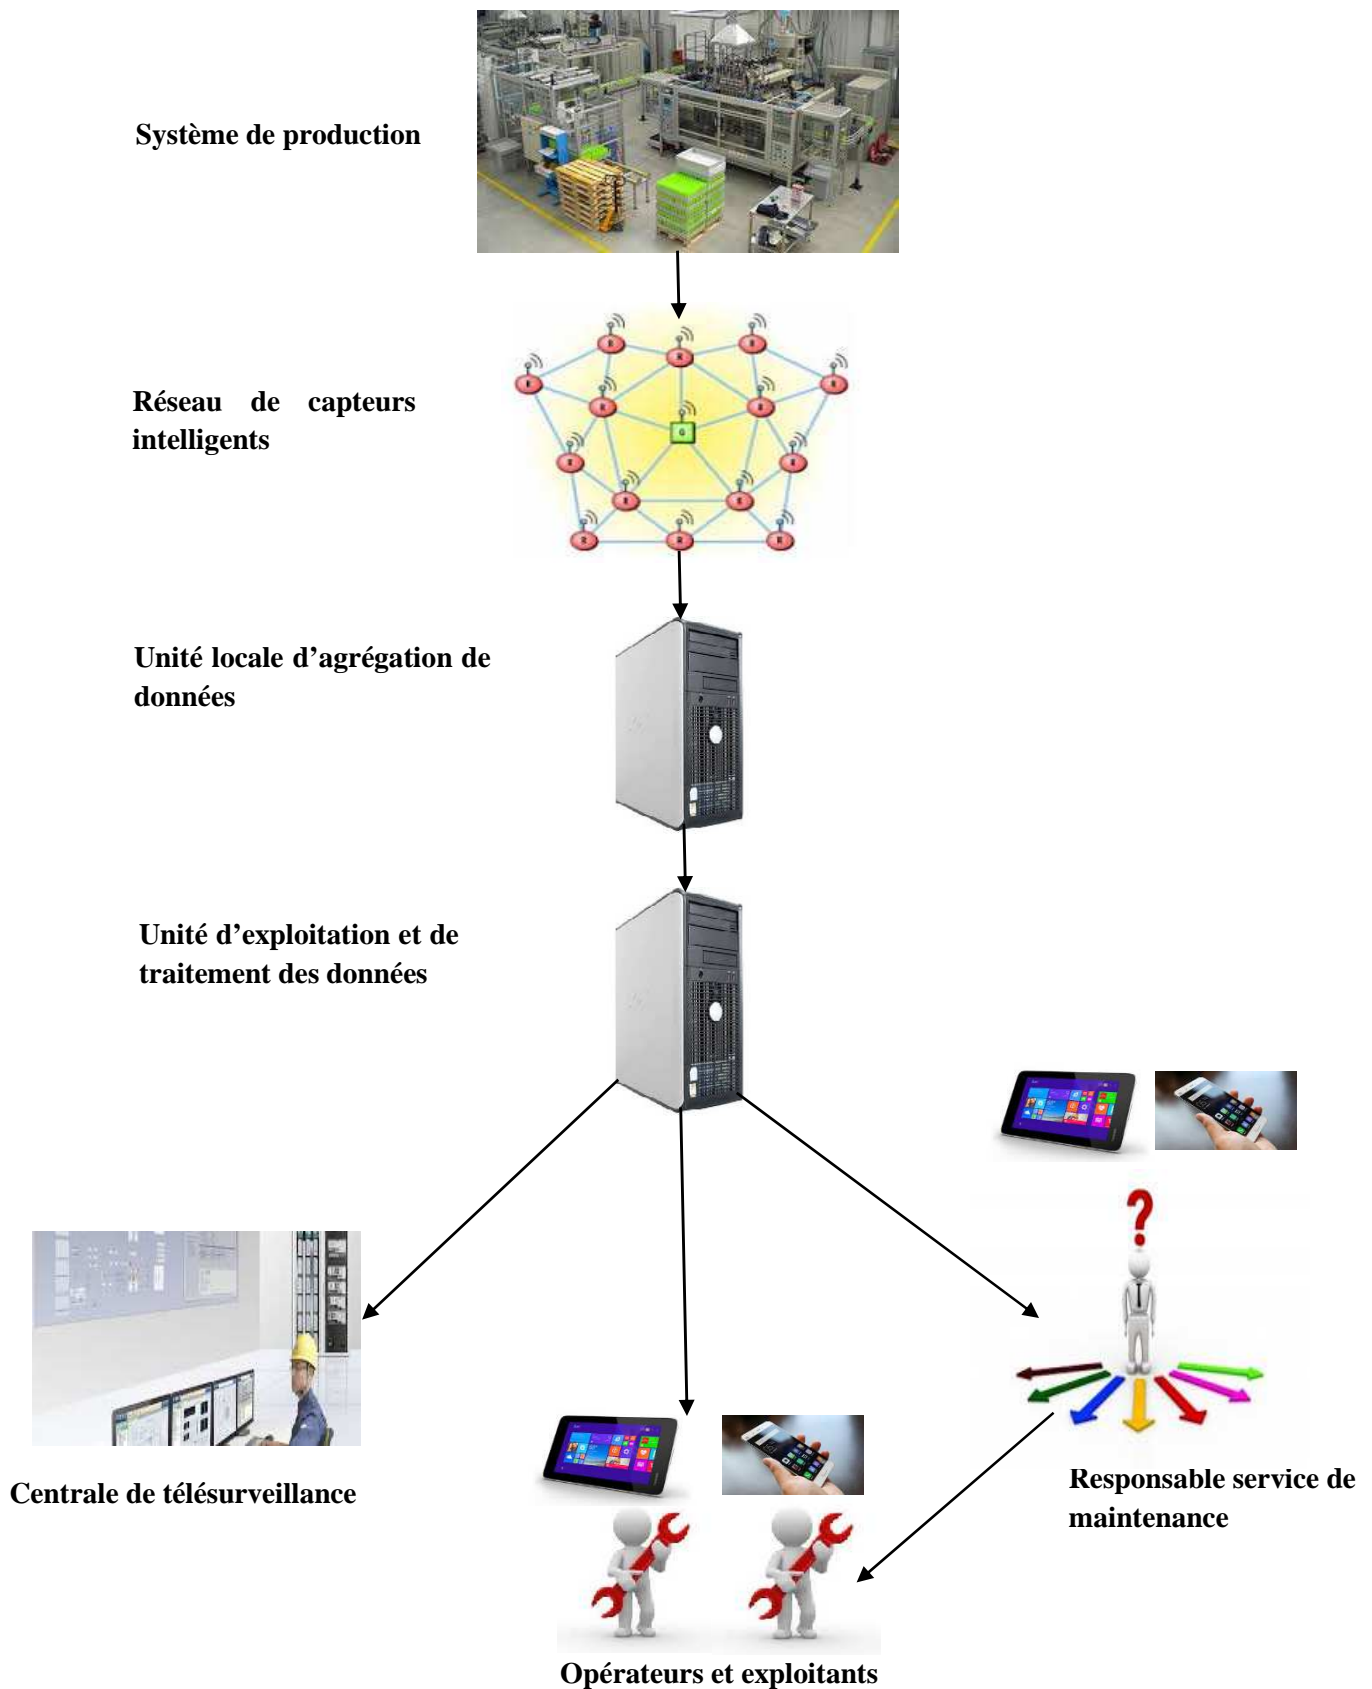 Système de production
Réseau de capteurs
intelligents
G
Unité locale d’agrégation de
données
Unité d’exploitation et de
traitement des données
Centrale de télésurveillance
Responsable service de
maintenance
Opérateurs et exploitants